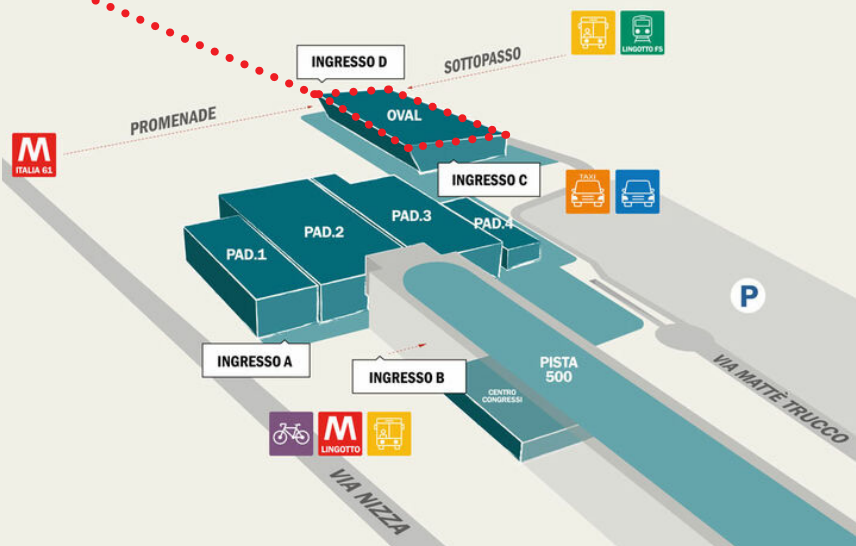 INGRESSO D
SOTTOPASSO
LINGOTTO FS
OVAL
PROMENADE
M
ITALIA 61
INGRESSO C
TAXI
PAD.1
PAD.2
PAD.3
PAD.4
P
INGRESSO A
INGRESSO B
PISTA
500
CENTRO
CONGRESSI
VIA MATTÈ TRUCCO
M
LINGOTTO
VIA NIZZA